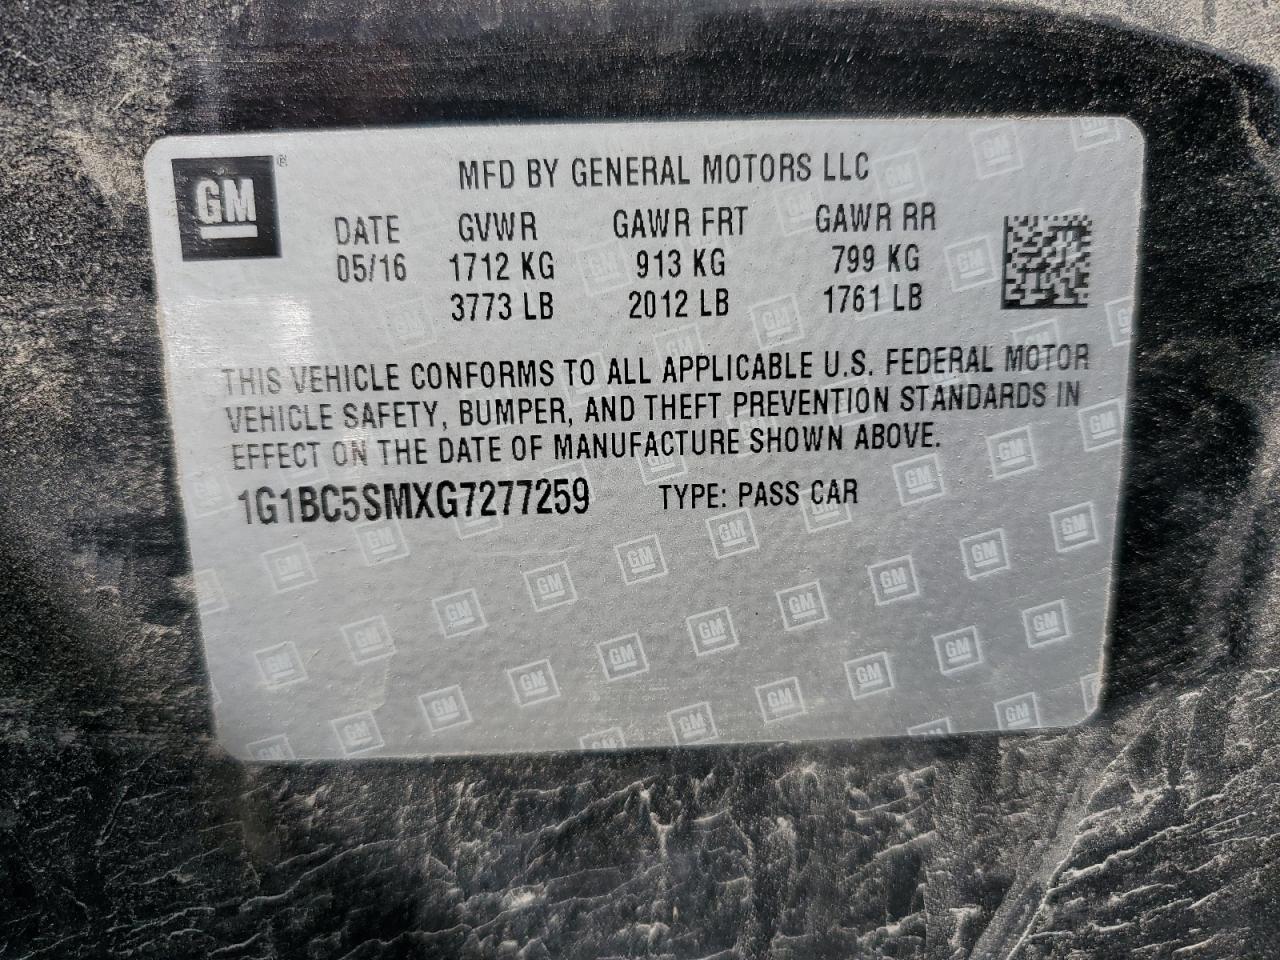 GM ®
MFD BY GENERAL MOTORS LLC
DATE GVWR GAWR FRT GAWR RR
05/16 1712 KG 913 KG 799 KG
3773 LB 2012 LB 1761 LB
THIS VEHICLE CONFORMS TO ALL APPLICABLE U.S. FEDERAL MOTOR
VEHICLE SAFETY, BUMPER, AND THEFT PREVENTION STANDARDS IN
EFFECT ON THE DATE OF MANUFACTURE SHOWN ABOVE.
1G1BC5SMXG7277259 TYPE: PASS CAR